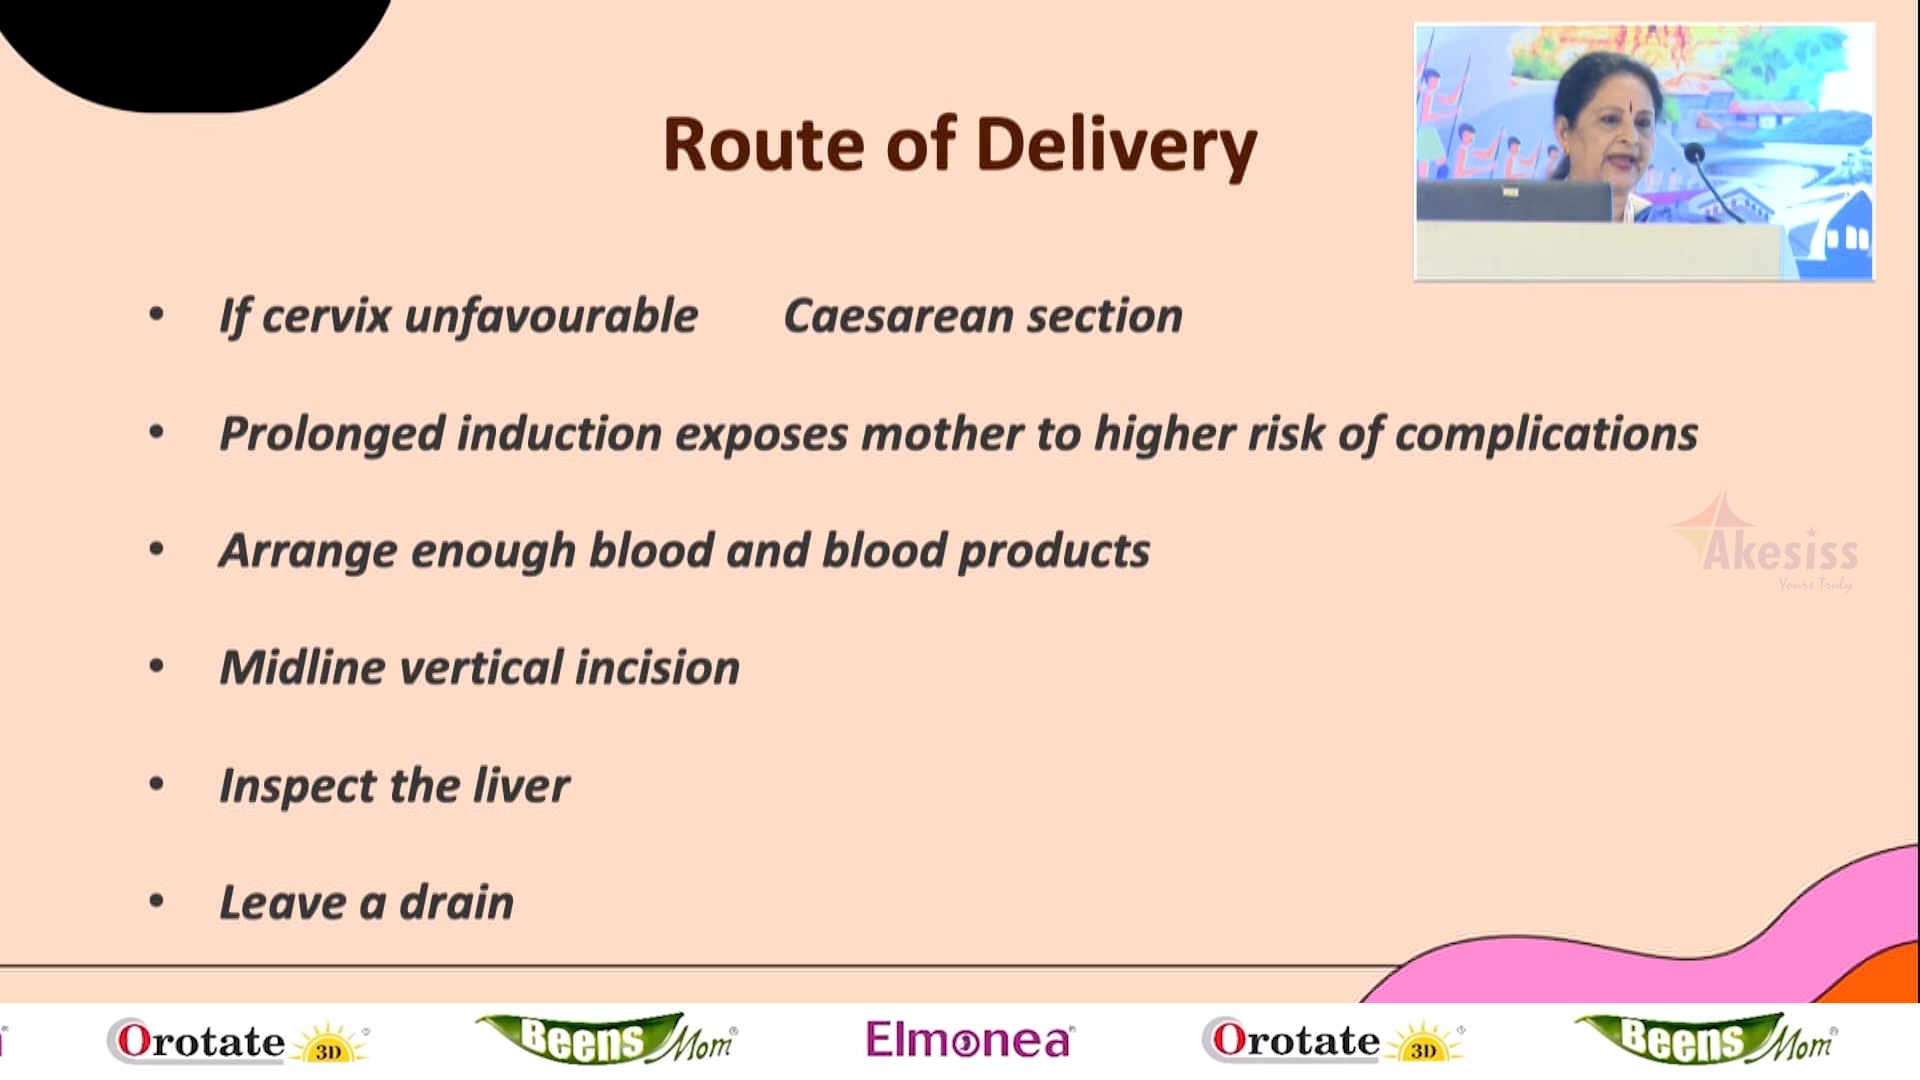 Route of Delivery
• If cervix unfavourable Caesarean section
• Prolonged induction exposes mother to higher risk of complications
• Arrange enough blood and blood products
• Midline vertical incision
• Inspect the liver
• Leave a drain
Akesiss
Yours Truly
Orotate 3D Beens Mom Elmonea Orotate 3D Beens Mom